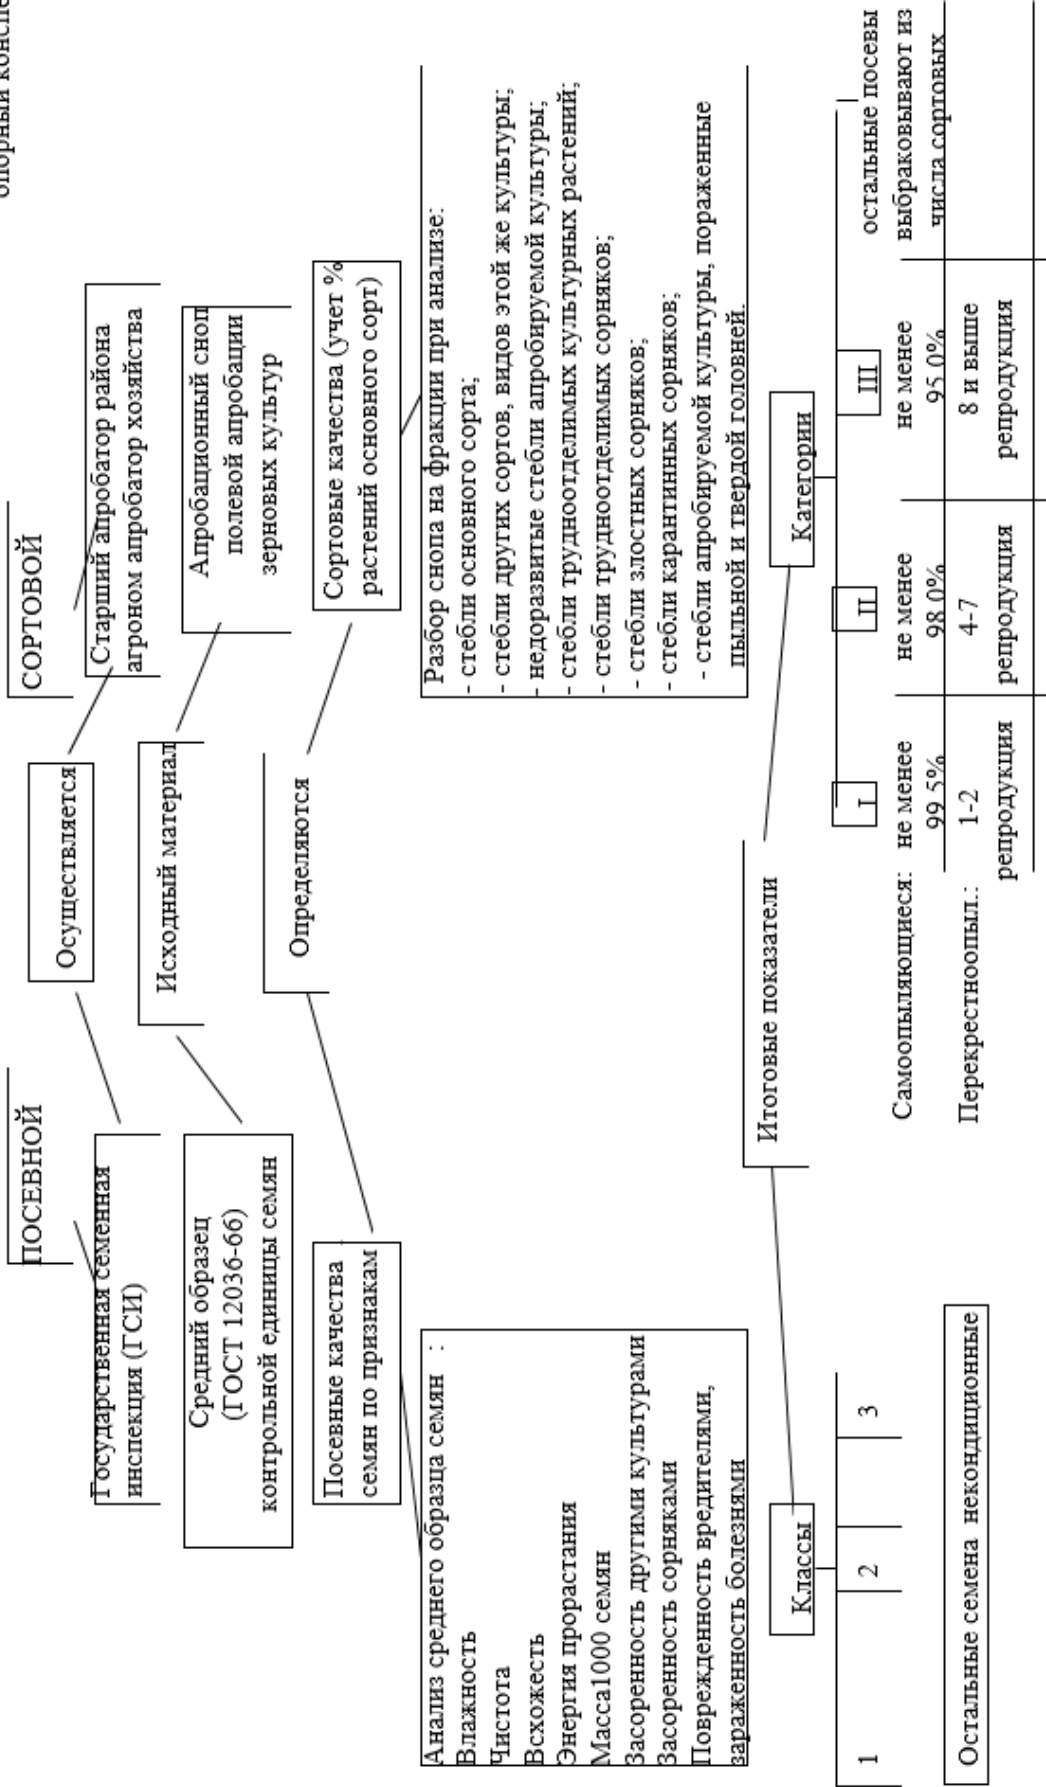 опорный конспе
ПОСЕВНОЙ
СОРТОВОЙ
Осуществляется
Государственная семенная
инспекция (ГСИ)
Старший апробатор района
агроном апробатор хозяйства
Исходный материал
Средний образец
(ГОСТ 12036-66)
контрольной единицы семян
Апробационный сноп
полевой апробации
зерновых культур
Определяются
Посевные качества
семян по признакам
Сортовые качества (учет %
растений основного сорт)
Анализ среднего образца семян :
Влажность
Чистота
Всхожесть
Энергия прорастания
Масса1000 семян
Засоренность другими культурами
Засоренность сорняками
Поврежденность вредителями,
зараженность болезнями
Разбор снопа на фракции при анализе:
- стебли основного сорта;
- стебли других сортов, видов этой же культуры;
- недоразвитые стебли апробируемой культуры;
- стебли трудноотделимых культурных растений;
- стебли трудноотделимых сорняков;
- стебли злостных сорняков;
- стебли карантинных сорняков;
- стебли апробируемой культуры, пораженные
пыльной и твердой головней.
Итоговые показатели
Классы
Категории
1 2 3
I II III
остальные посевы
выбраковывают из
числа сортовых
Самоопыляющиеся: не менее не менее не менее
99 5% 98 0% 95 0%
Остальные семена некондиционные
Перекрестноопыл.: 1-2 4-7 8 и выше
репродукция репродукция репродукция